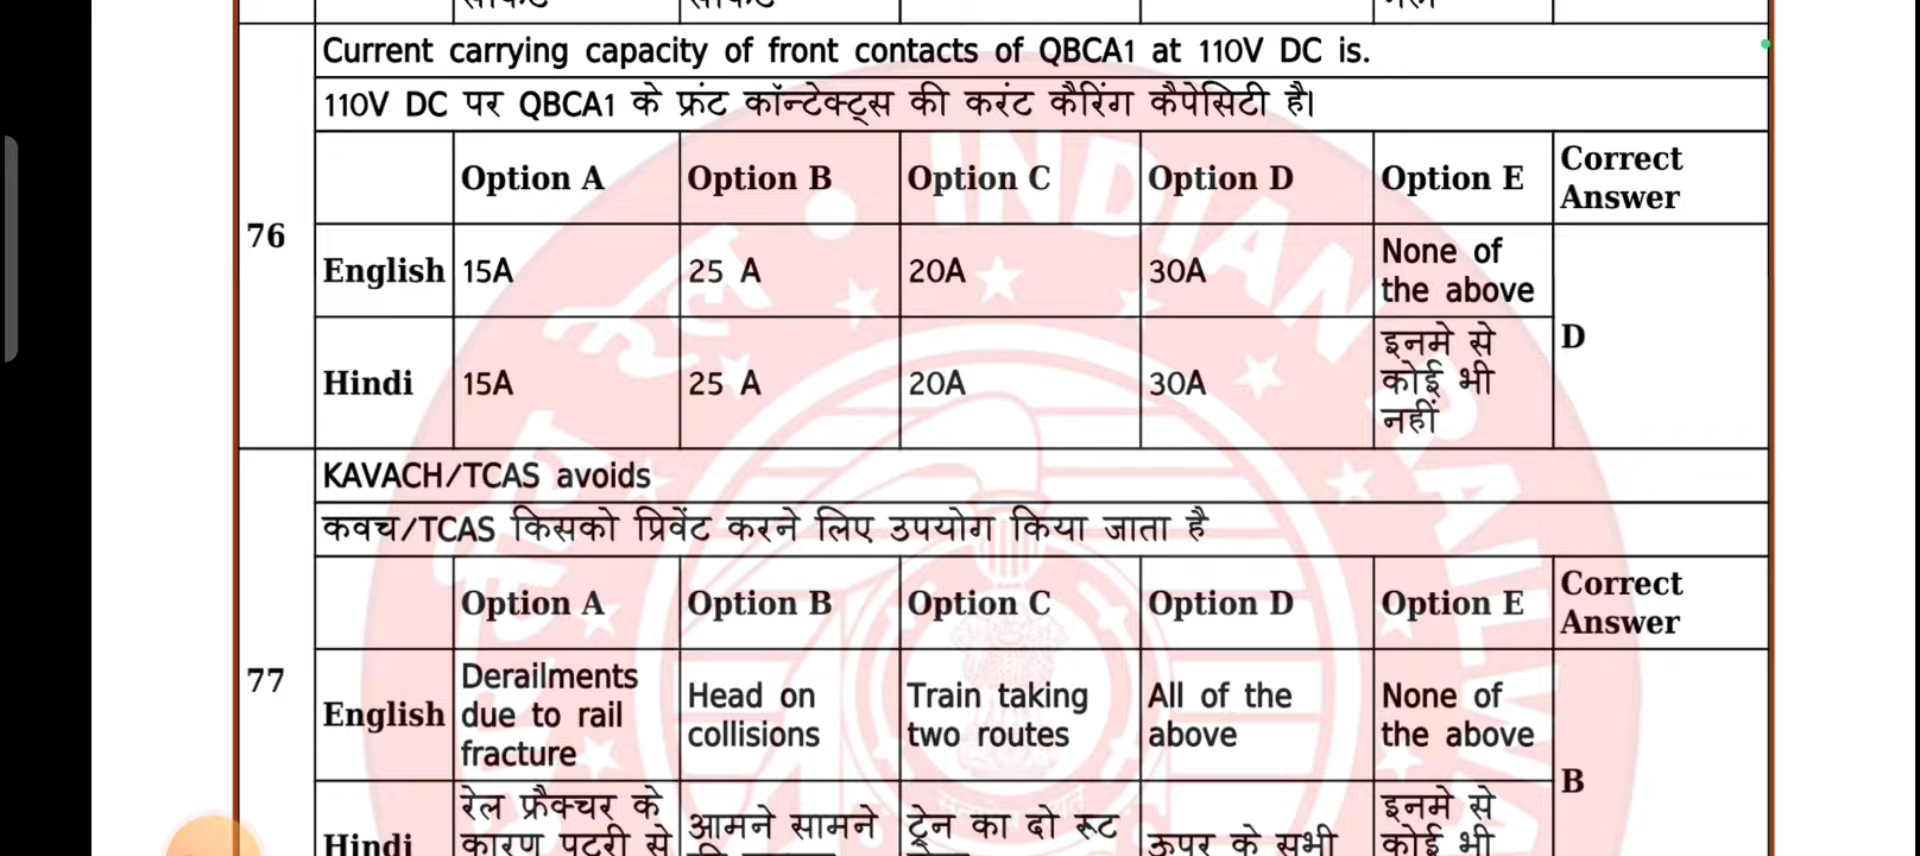 Current carrying capacity of front contacts of QBCA1 at 110V DC is.
110V DC पर QBCA1 के फ्रंट कॉन्टेक्ट्स की करंट कैरिंग कैपेसिटी है।
76
Option A Option B Option C Option D Option E Correct Answer
English 15A 25 A 20A 30A None of the above
D
Hindi 15A 25 A 20A 30A इनमे से कोई भी नहीं
KAVACH/TCAS avoids
कवच/TCAS किसको प्रिवेंट करने लिए उपयोग किया जाता है
77
Option A Option B Option C Option D Option E Correct Answer
English Derailments due to rail fracture Head on collisions Train taking two routes All of the above None of the above
B
Hindi रेल फ्रैक्चर के कारण पटरी से आमने सामने ट्रेन का दो रूट ऊपर के सभी इनमे से कोई भी
INDIAN RAILWA